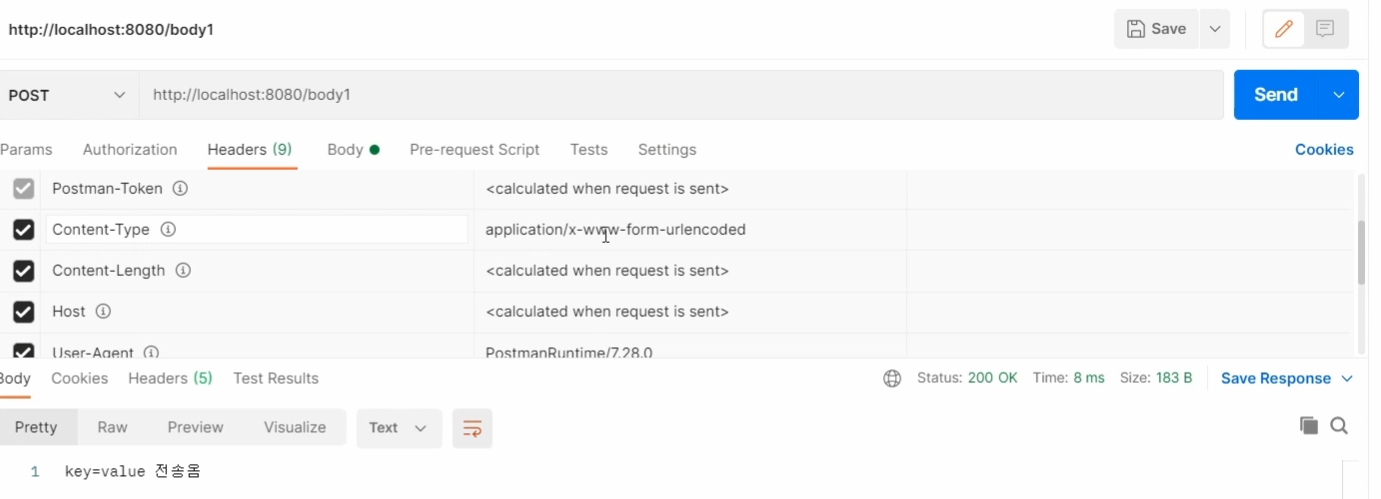 http://localhost:8080/body1
Save
POST http://localhost:8080/body1 Send
Params Authorization Headers (9) Body Pre-request Script Tests Settings Cookies
Postman-Token <calculated when request is sent>
Content-Type application/x-www-form-urlencoded
Content-Length <calculated when request is sent>
Host <calculated when request is sent>
User-Agent PostmanRuntime/7.28.0
Body Cookies Headers (5) Test Results Status: 200 OK Time: 8 ms Size: 183 B Save Response
Pretty Raw Preview Visualize Text
1 key=value 전송옴